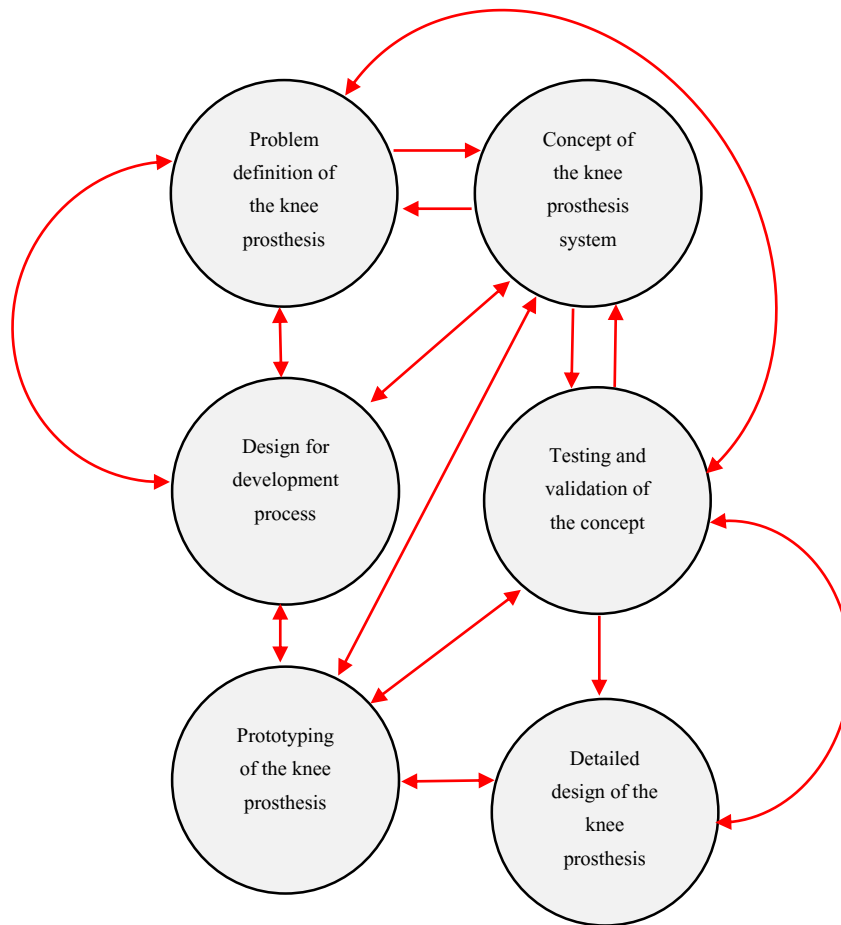 Problem
definition of
the knee
prosthesis
Concept of
the knee
prosthesis
system
Design for
development
process
Testing and
validation of
the concept
Prototyping
of the knee
prosthesis
Detailed
design of the
knee
prosthesis